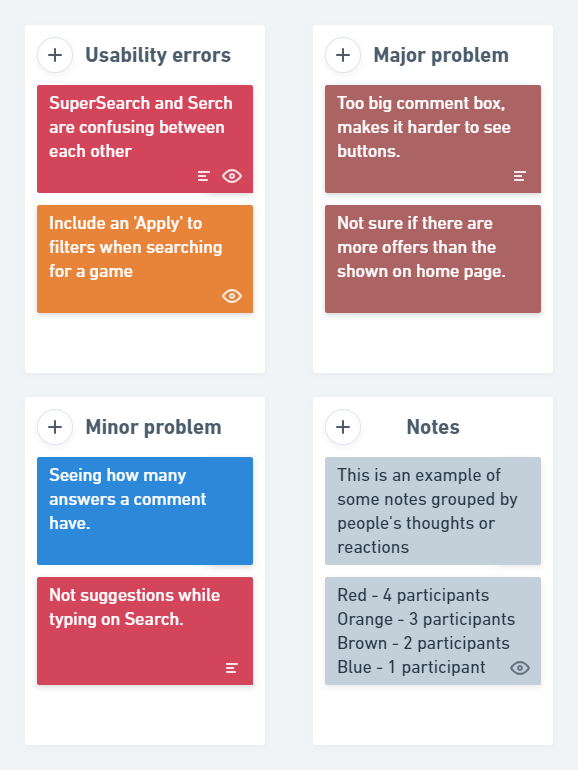 Usability errors
SuperSearch and Serch
are confusing between
each other
Include an 'Apply' to
filters when searching
for a game
Major problem
Too big comment box,
makes it harder to see
buttons.
Not sure if there are
more offers than the
shown on home page.
Minor problem
Seeing how many
answers a comment
have.
Not suggestions while
typing on Search.
Notes
This is an example of
some notes grouped by
people's thoughts or
reactions
Red - 4 participants
Orange - 3 participants
Brown - 2 participants
Blue - 1 participant